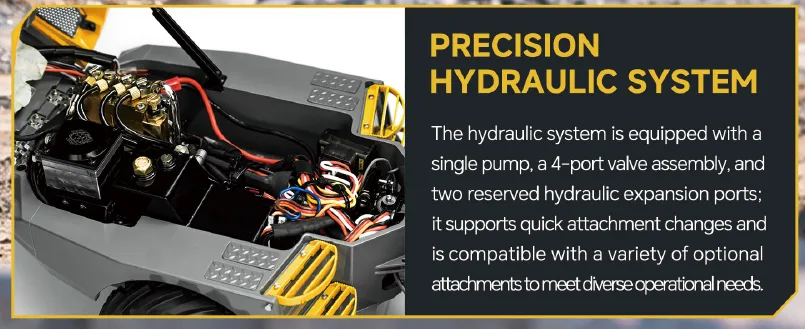 PRECISION
HYDRAULIC SYSTEM
The hydraulic system is equipped with a
single pump, a 4-port valve assembly, and
two reserved hydraulic expansion ports;
it supports quick attachment changes and
is compatible with a variety of optional
attachments to meet diverse operational needs.